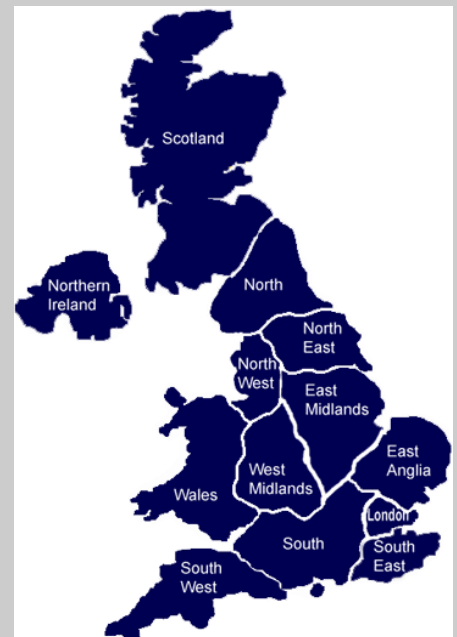 Scotland
Northern
Ireland
North
North
East
North
West
East
Midlands
East
Anglia
West
Midlands
Wales
London
South
South
East
South
West